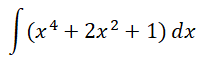 ∫(x⁴ + 2x² + 1) dx